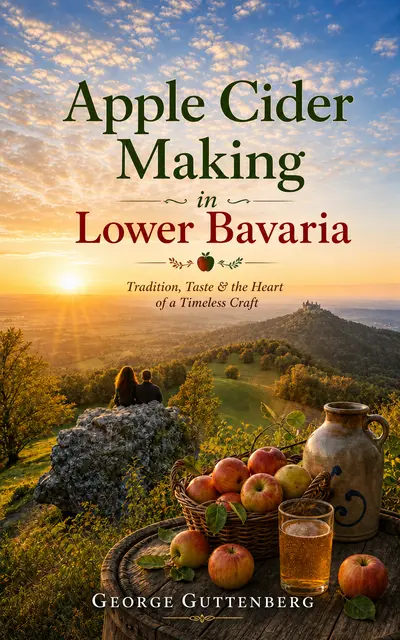 Apple Cider
Making
in
Lower Bavaria
Tradition, Taste & the Heart
of a Timeless Craft
George Guttenberg